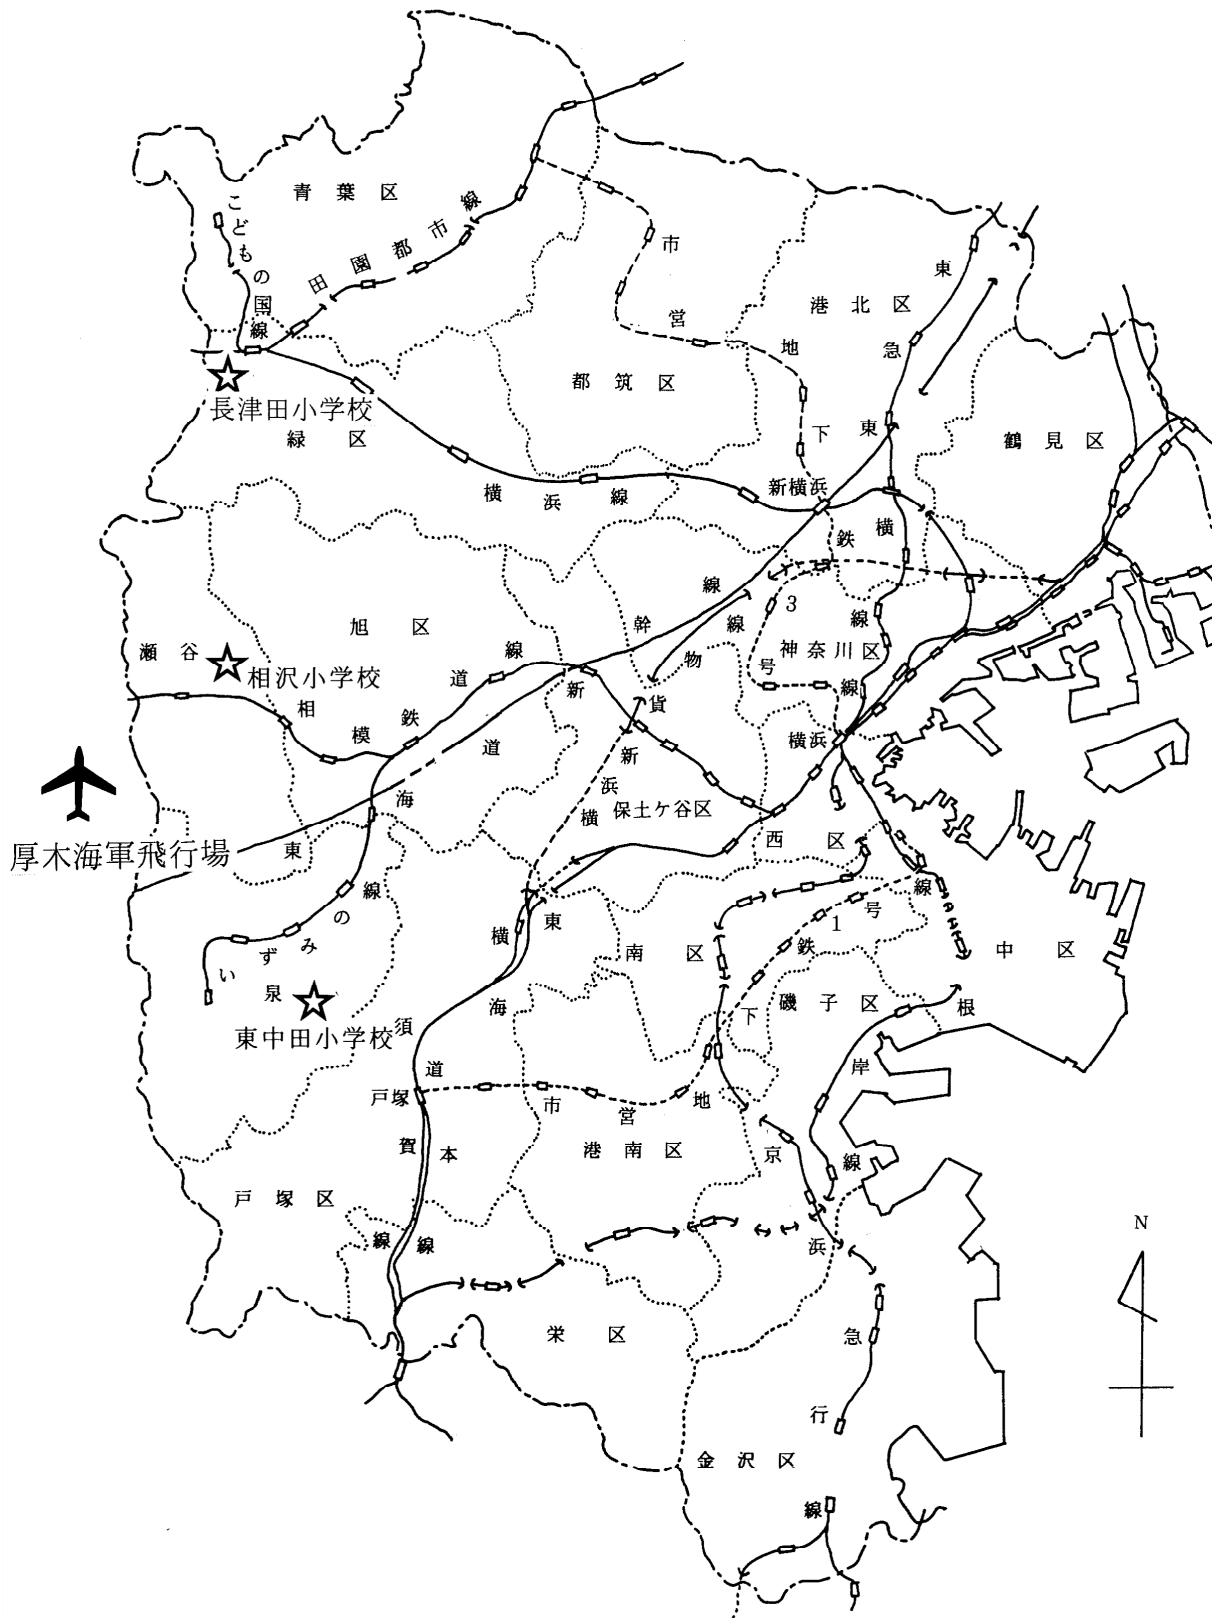 青葉区
こどもの国線
田園都市線
市営地下鉄3号線
港北区
東急東横線
都筑区
鶴見区
長津田小学校
緑区
横浜線
新横浜
旭区
瀬谷
相沢小学校
相模鉄道線
東海道新幹線
新横浜貨物線
神奈川区
横浜
保土ケ谷区
西区
厚木海軍飛行場
いずみの線
泉
東中田小学校
横須賀線
東海道本線
南区
中区
磯子区
根岸線
戸塚
市営地下鉄1号線
港南区
戸塚区
京浜急行線
栄区
金沢区
N